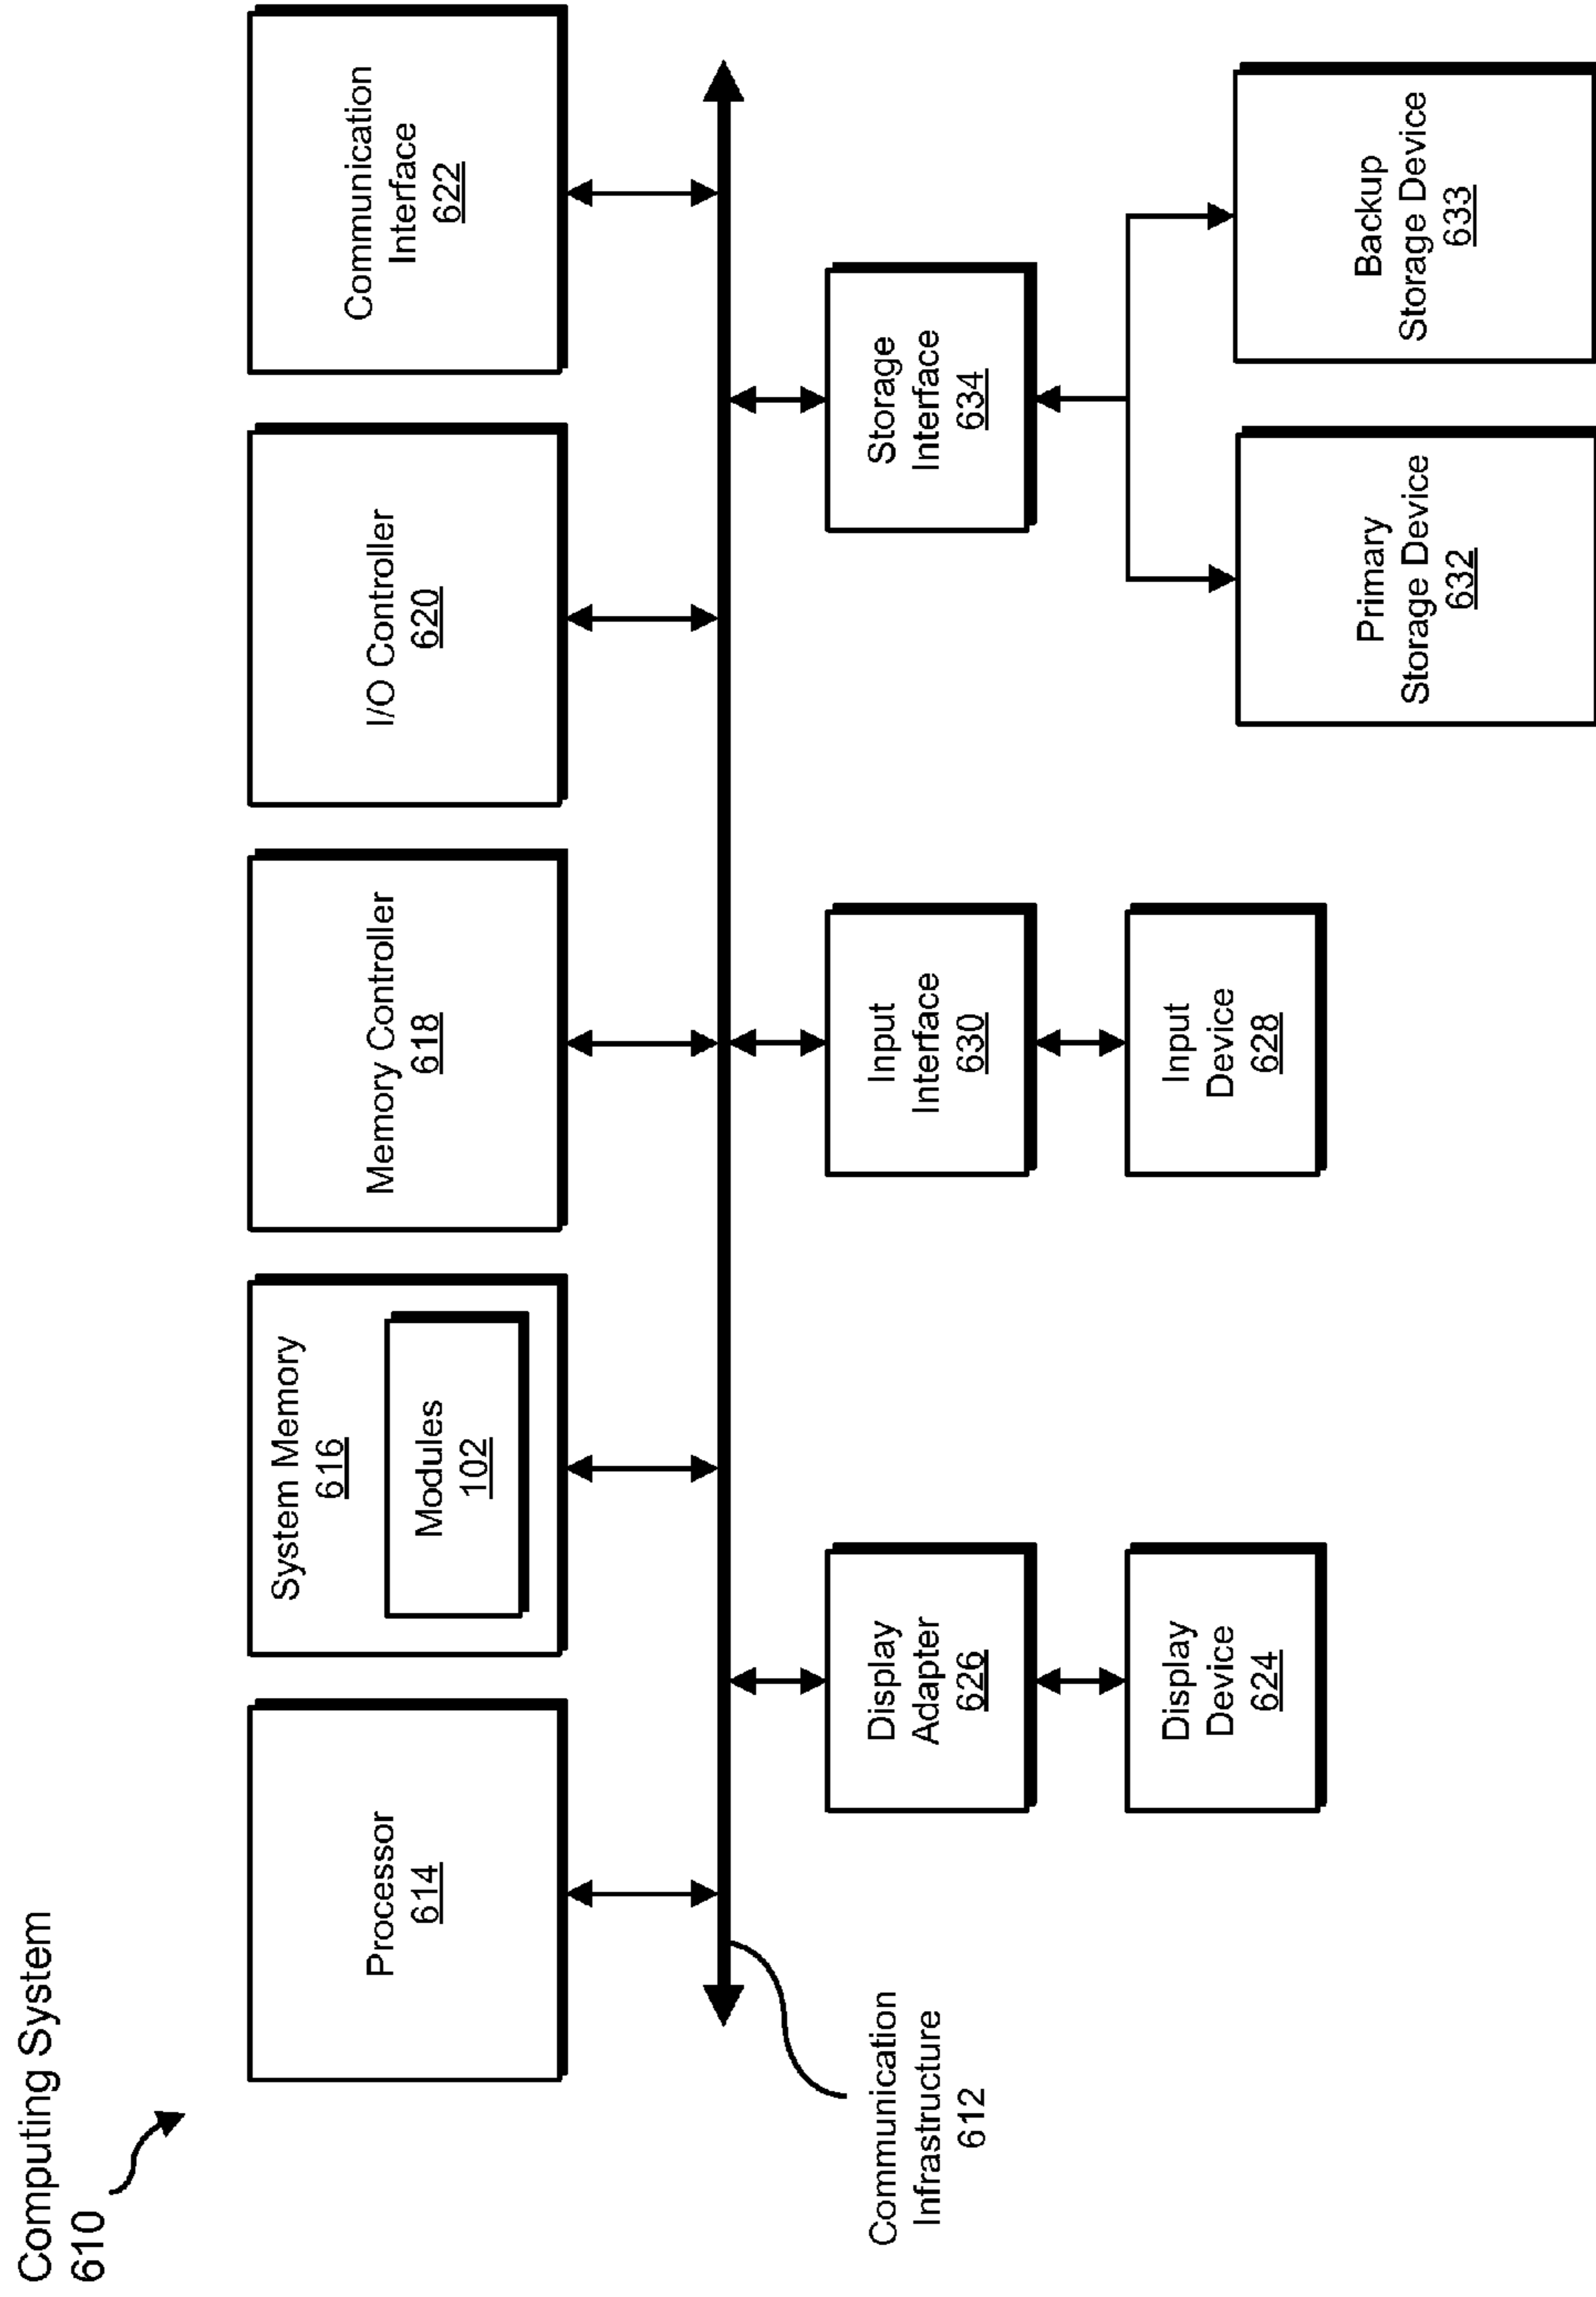 Computing System
610
Processor
614
System Memory
616
Modules
102
Memory Controller
618
I/O Controller
620
Communication
Interface
622
Communication
Infrastructure
612
Display
Adapter
626
Input
Interface
630
Storage
Interface
634
Display
Device
624
Input
Device
628
Primary
Storage Device
632
Backup
Storage Device
633